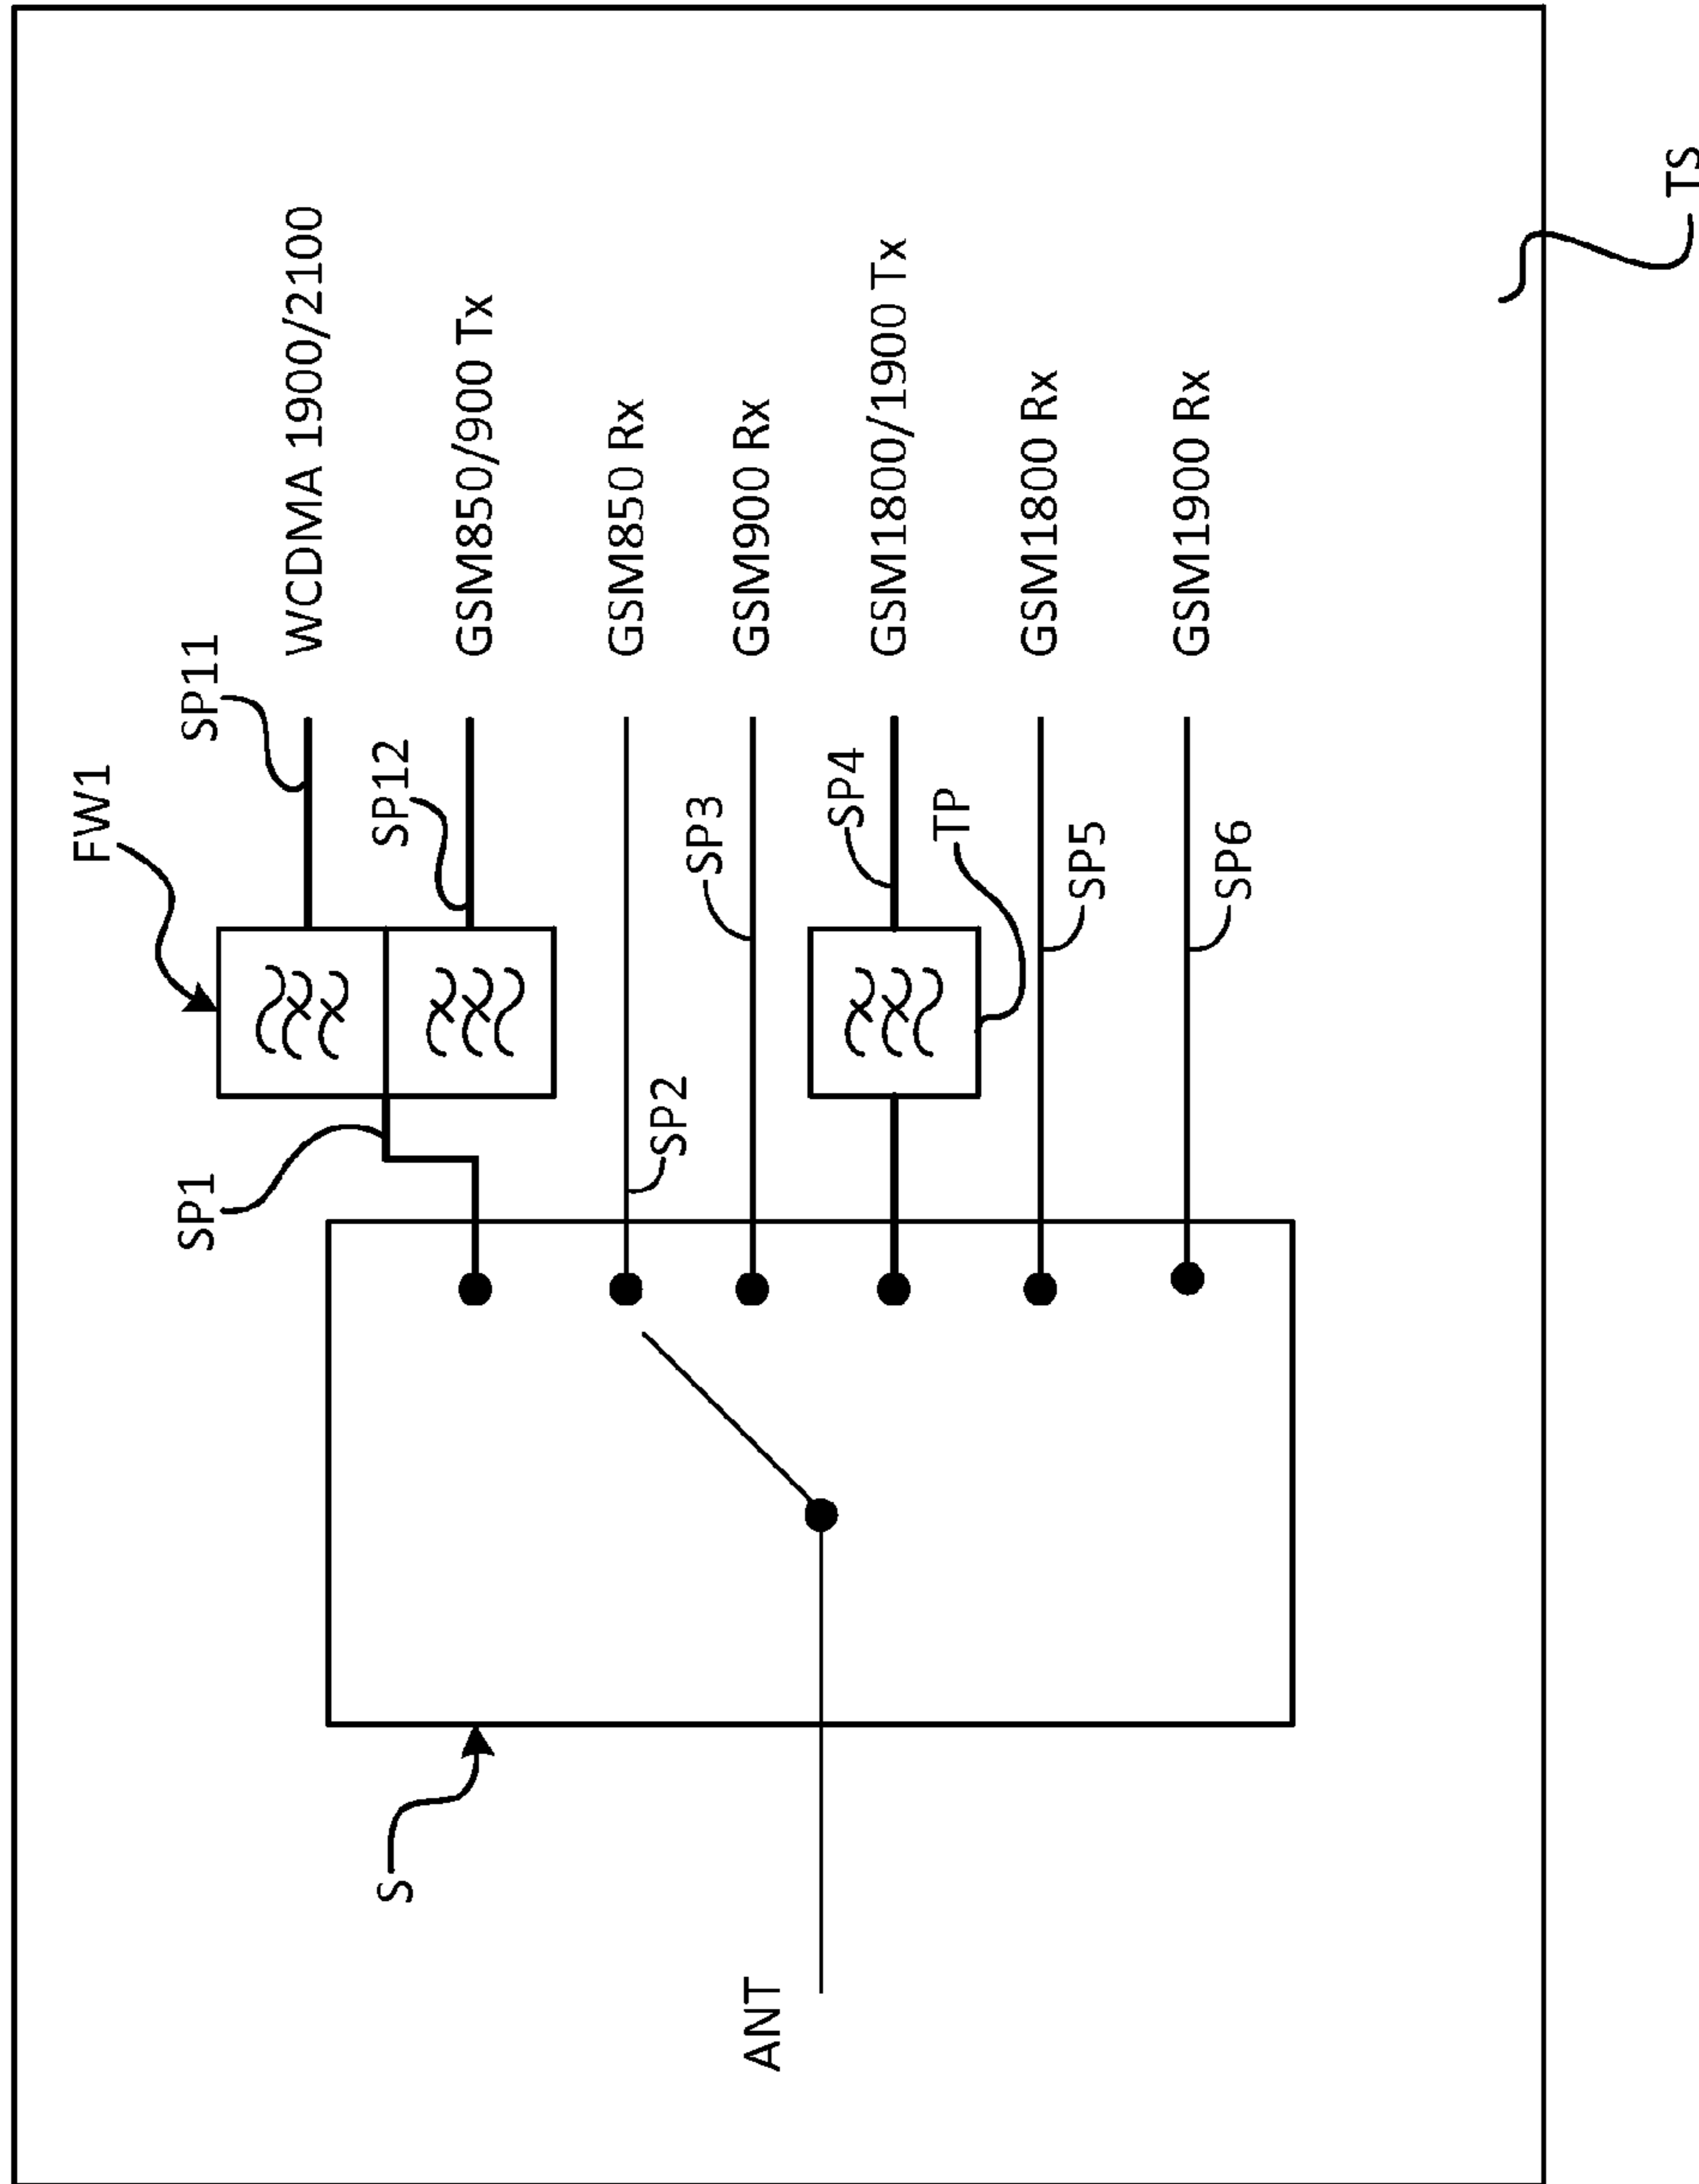 FW1
SP11
SP1
WCDMA 1900/2100
SP12
GSM850/900 Tx
S
SP2
GSM850 Rx
SP3
GSM900 Rx
ANT
SP4
GSM1800/1900 Tx
TP
SP5
GSM1800 Rx
SP6
GSM1900 Rx
TS